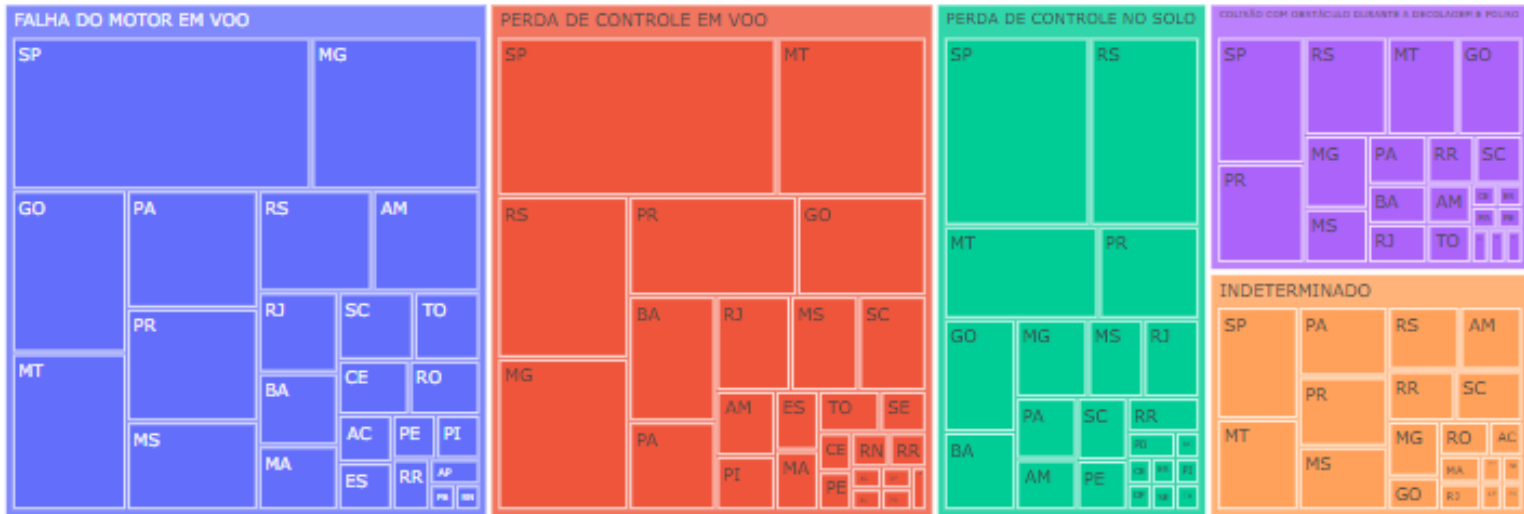 FALHA DO MOTOR EM VOO
SP
MG
GO
PA
RS
AM
MT
PR
MS
RJ
SC
TO
BA
CE
RO
MA
AC
PE
PI
ES
RR
AP
PB
RN
PERDA DE CONTROLE EM VOO
SP
MT
RS
PR
GO
MG
BA
RJ
MS
SC
PA
AM
ES
TO
SE
PI
MA
CE
RN
RR
PE
PERDA DE CONTROLE NO SOLO
SP
RS
MT
PR
GO
MG
MS
RJ
BA
PA
SC
RR
AM
PE
PI
COLISÃO COM OBSTÁCULO DURANTE A DECOLAGEM E POUSO
SP
RS
MT
GO
PR
MG
PA
RR
SC
MS
BA
AM
RJ
TO
CE
INDETERMINADO
SP
PA
RS
AM
MT
PR
RR
SC
MS
MG
RO
AC
GO
MA
RJ